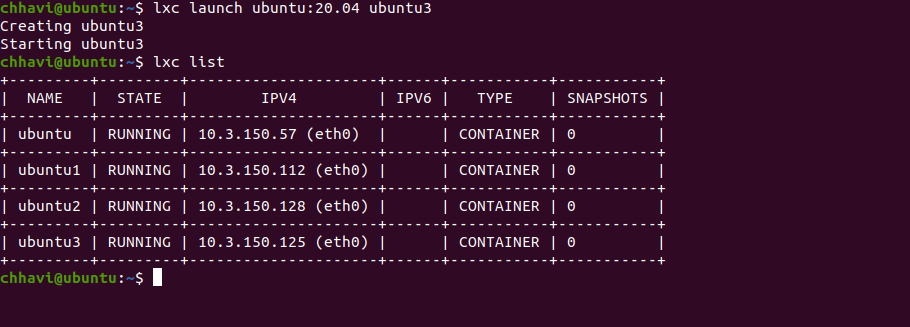 chhavi@ubuntu:~$ lxc launch ubuntu:20.04 ubuntu3
Creating ubuntu3
Starting ubuntu3
chhavi@ubuntu:~$ lxc list
+---------+---------+---------------------+------+-----------+-----------+
|  NAME   |  STATE  |        IPV4         | IPV6 |   TYPE    | SNAPSHOTS |
+---------+---------+---------------------+------+-----------+-----------+
| ubuntu  | RUNNING | 10.3.150.57 (eth0)  |      | CONTAINER | 0         |
+---------+---------+---------------------+------+-----------+-----------+
| ubuntu1 | RUNNING | 10.3.150.112 (eth0) |      | CONTAINER | 0         |
+---------+---------+---------------------+------+-----------+-----------+
| ubuntu2 | RUNNING | 10.3.150.128 (eth0) |      | CONTAINER | 0         |
+---------+---------+---------------------+------+-----------+-----------+
| ubuntu3 | RUNNING | 10.3.150.125 (eth0) |      | CONTAINER | 0         |
+---------+---------+---------------------+------+-----------+-----------+
chhavi@ubuntu:~$